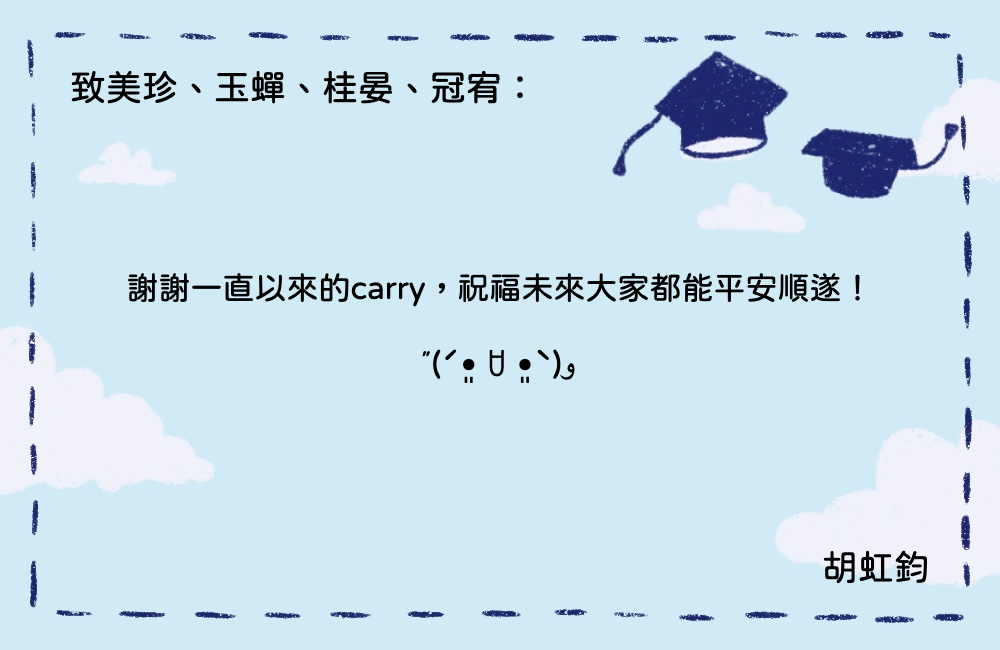 致美珍、玉蟬、桂晏、冠宥：
謝謝一直以來的carry，祝福未來大家都能平安順遂！
˝(´•̤ ꇴ •̤`)و
胡虹鈞